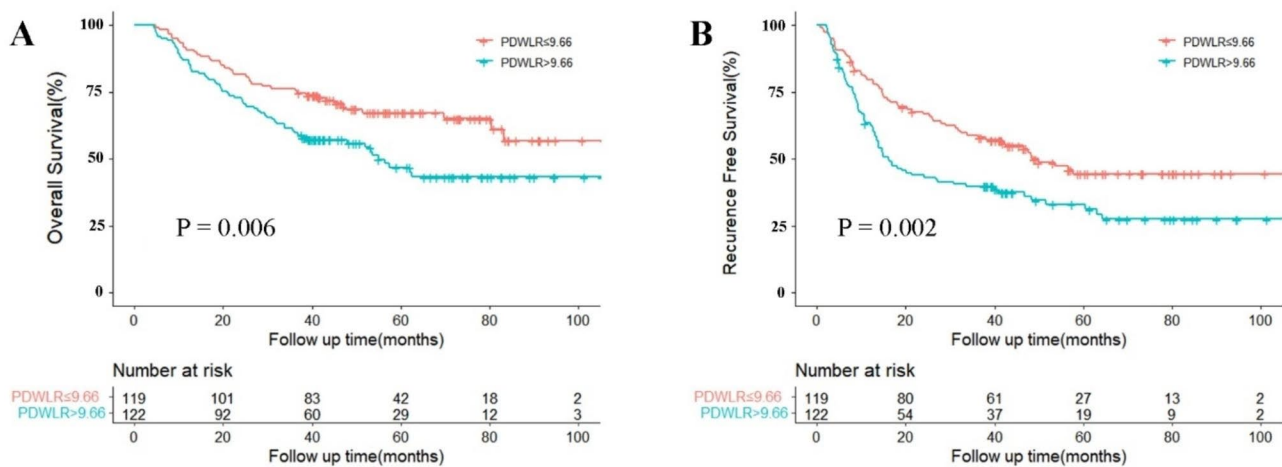 A
Overall Survival(%)
100
75
50
25
0
PDWLR≤9.66
PDWLR>9.66
P = 0.006
0 20 40 60 80 100
Follow up time(months)
Number at risk
PDWLR≤9.66 119 101 83 42 18 2
PDWLR>9.66 122 92 60 29 12 3
0 20 40 60 80 100
Follow up time(months)
B
Recurence Free Survival(%)
100
75
50
25
0
PDWLR≤9.66
PDWLR>9.66
P = 0.002
0 20 40 60 80 100
Follow up time(months)
Number at risk
PDWLR≤9.66 119 80 61 27 13 2
PDWLR>9.66 122 54 37 19 9 2
0 20 40 60 80 100
Follow up time(months)